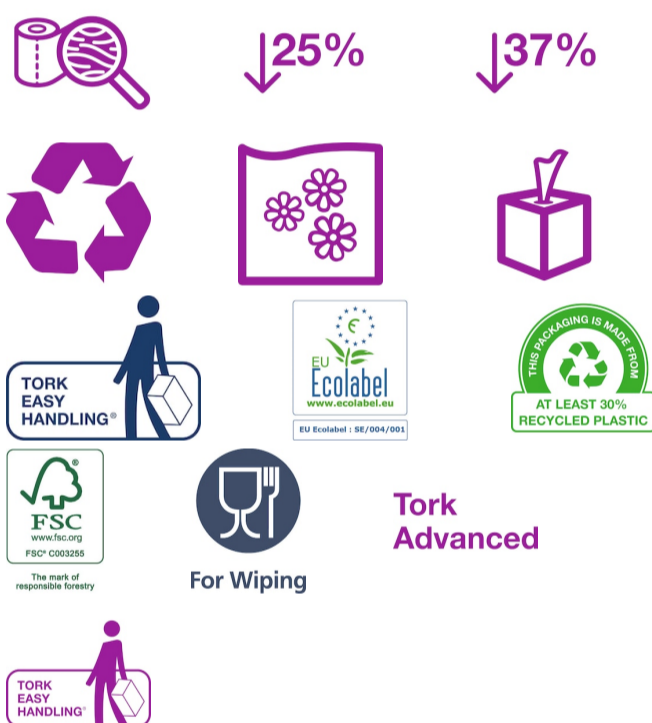 25%
37%
TORK
EASY
HANDLING®
EU
Ecolabel
www.ecolabel.eu
EU Ecolabel : SE/004/001
THIS PACKAGING IS MADE FROM
AT LEAST 30%
RECYCLED PLASTIC
®
FSC
www.fsc.org
FSC® C003255
The mark of
responsible forestry
For Wiping
Tork
Advanced
TORK
EASY
HANDLING®